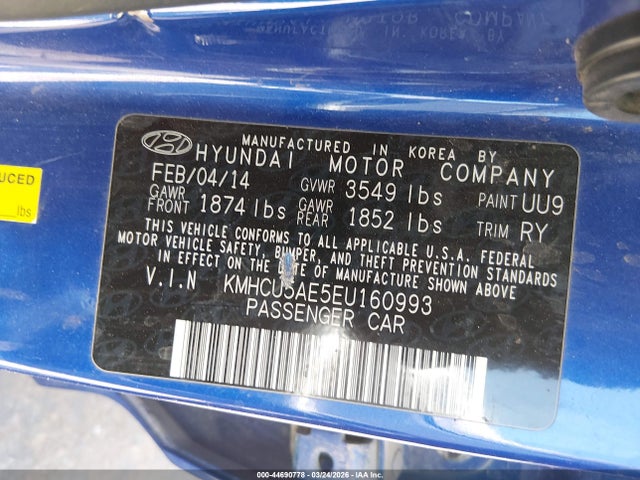 MANUFACTURED IN KOREA BY
HYUNDAI MOTOR COMPANY
FEB/04/14 GVWR 3549 lbs PAINT UU9
GAWR FRONT 1874 lbs GAWR REAR 1852 lbs TRIM RY
THIS VEHICLE CONFORMS TO ALL APPLICABLE U.S.A. FEDERAL
MOTOR VEHICLE SAFETY, BUMPER, AND THEFT PREVENTION STANDARDS
IN EFFECT ON THE DATE OF MANUFACTURE SHOWN ABOVE.
V.I.N KMHCU5AE5EU160993
PASSENGER CAR
UCED
lbs
000-44690778 - 03/24/2026 - IAA Inc.